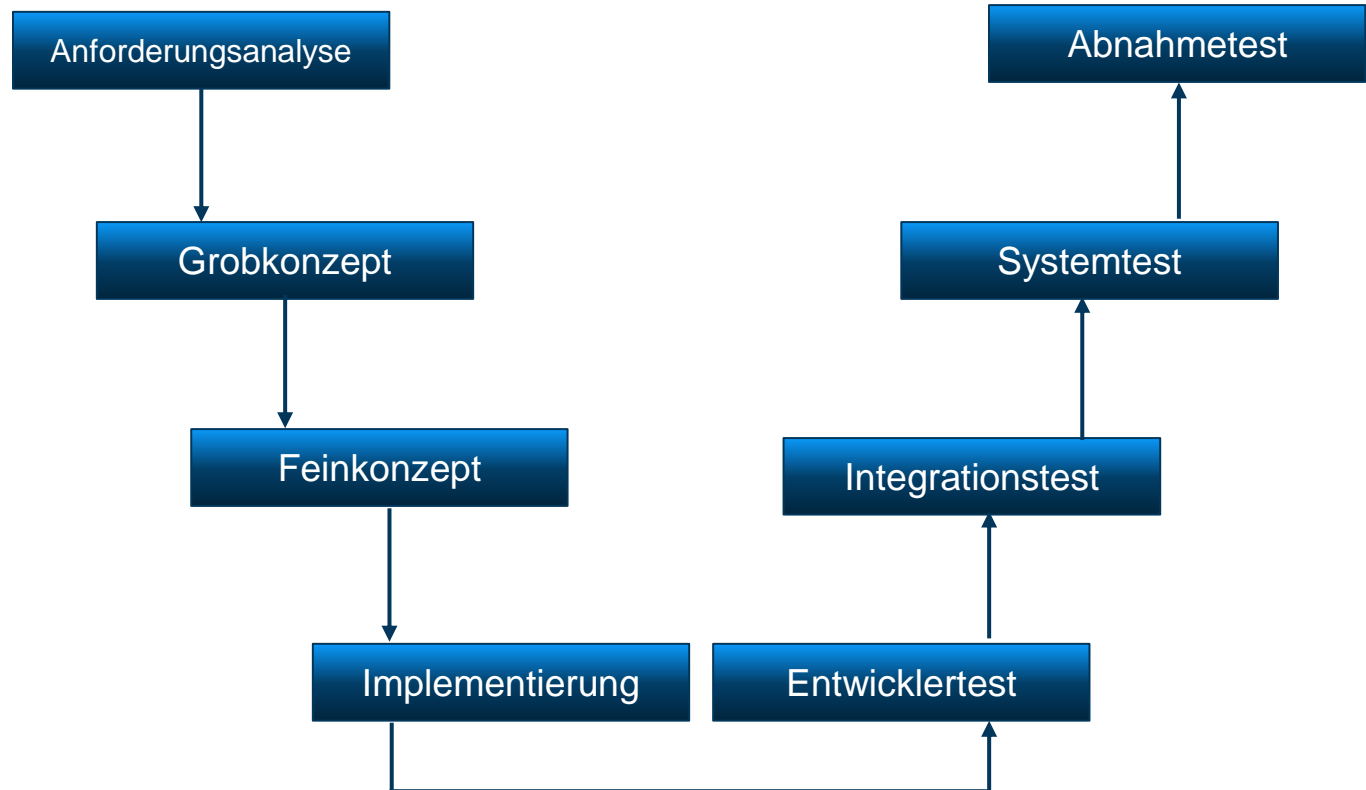 Anforderungsanalyse
Grobkonzept
Feinkonzept
Implementierung
Entwicklertest
Integrationstest
Systemtest
Abnahmetest